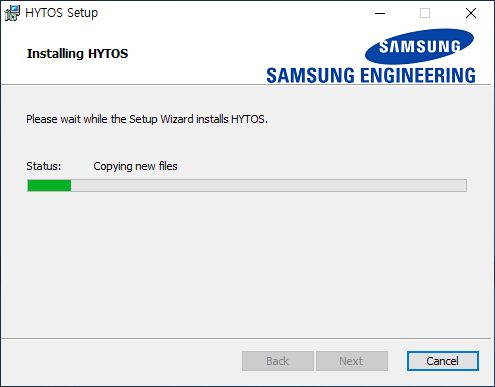 HYTOS Setup
Installing HYTOS
SAMSUNG
SAMSUNG ENGINEERING
Please wait while the Setup Wizard installs HYTOS.
Status: Copying new files
Back Next Cancel